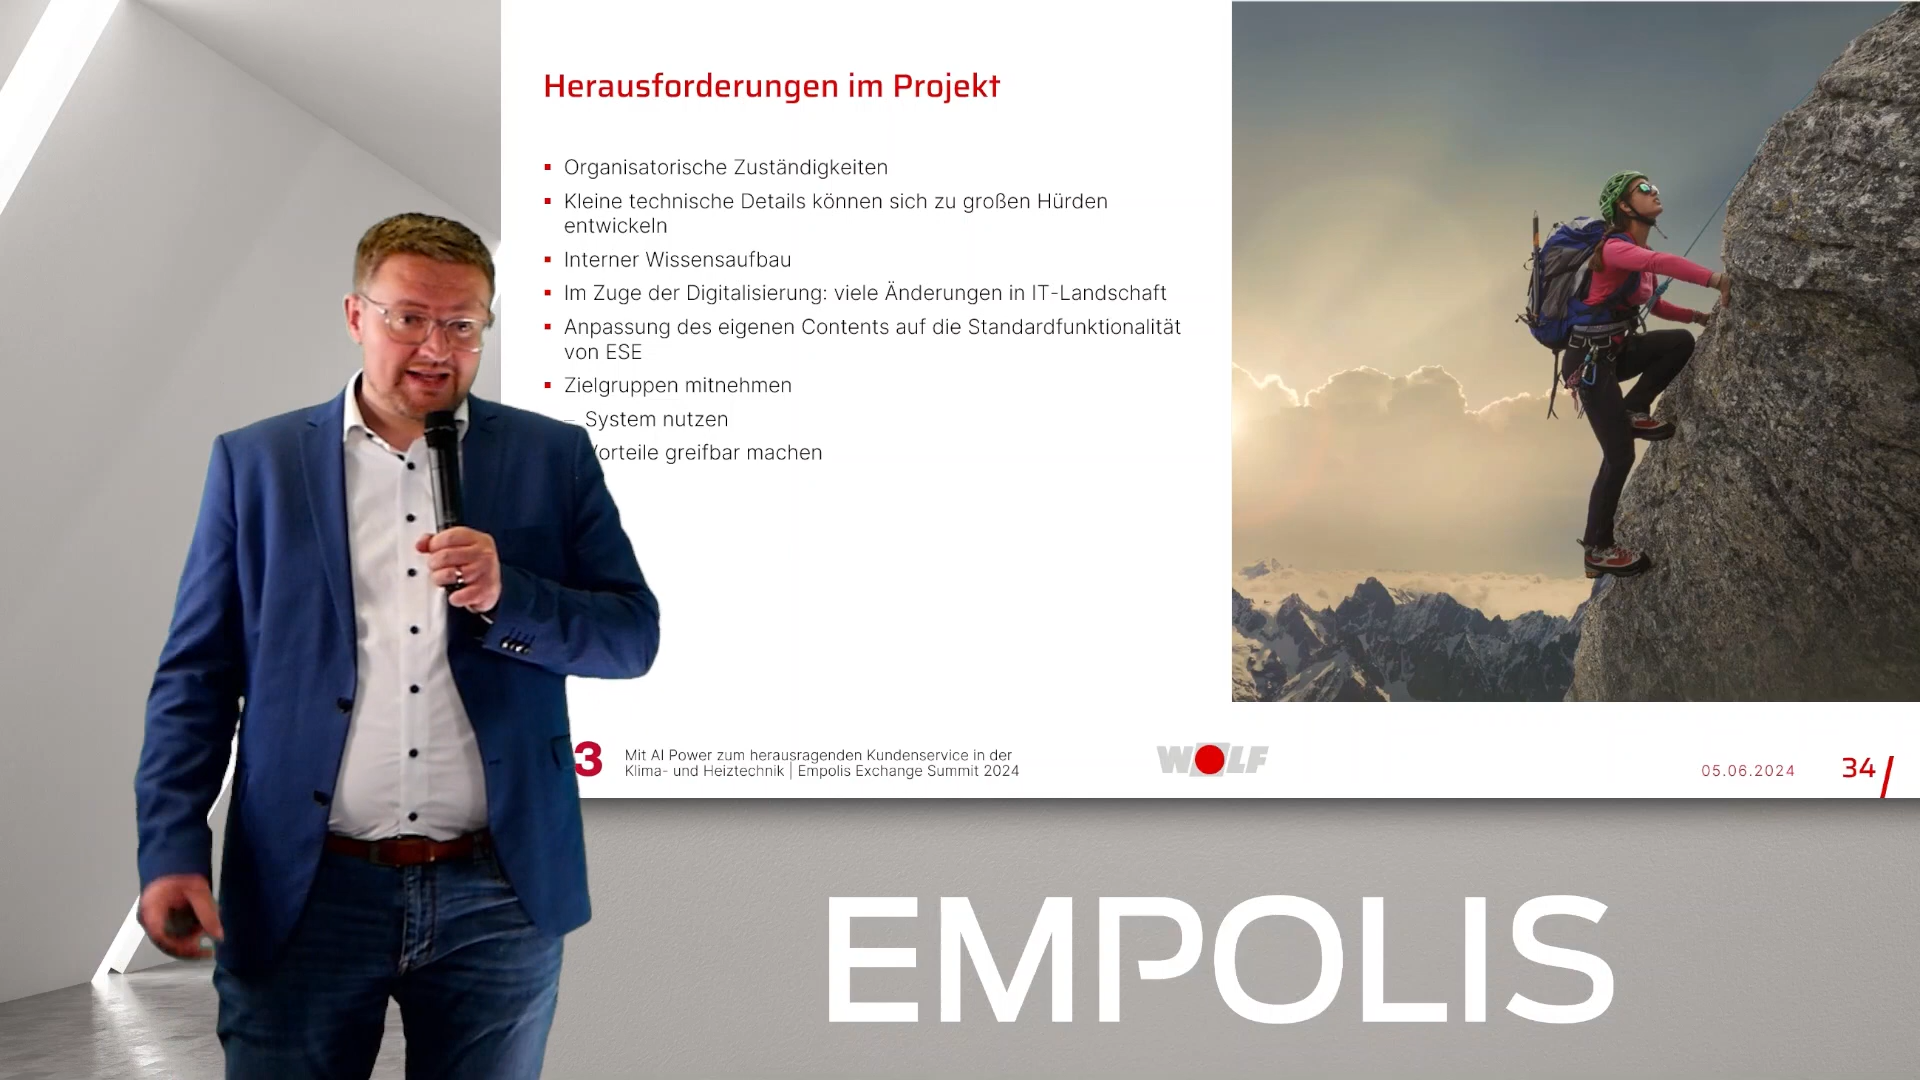 Herausforderungen im Projekt
▪ Organisatorische Zuständigkeiten
▪ Kleine technische Details können sich zu großen Hürden
entwickeln
▪ Interner Wissensaufbau
▪ Im Zuge der Digitalisierung: viele Änderungen in IT-Landschaft
▪ Anpassung des eigenen Contents auf die Standardfunktionalität
von ESE
▪ Zielgruppen mitnehmen
– System nutzen
Vorteile greifbar machen
3
Mit AI Power zum herausragenden Kundenservice in der
Klima- und Heiztechnik | Empolis Exchange Summit 2024
WOLF
05.06.2024
34/
EMPOLIS